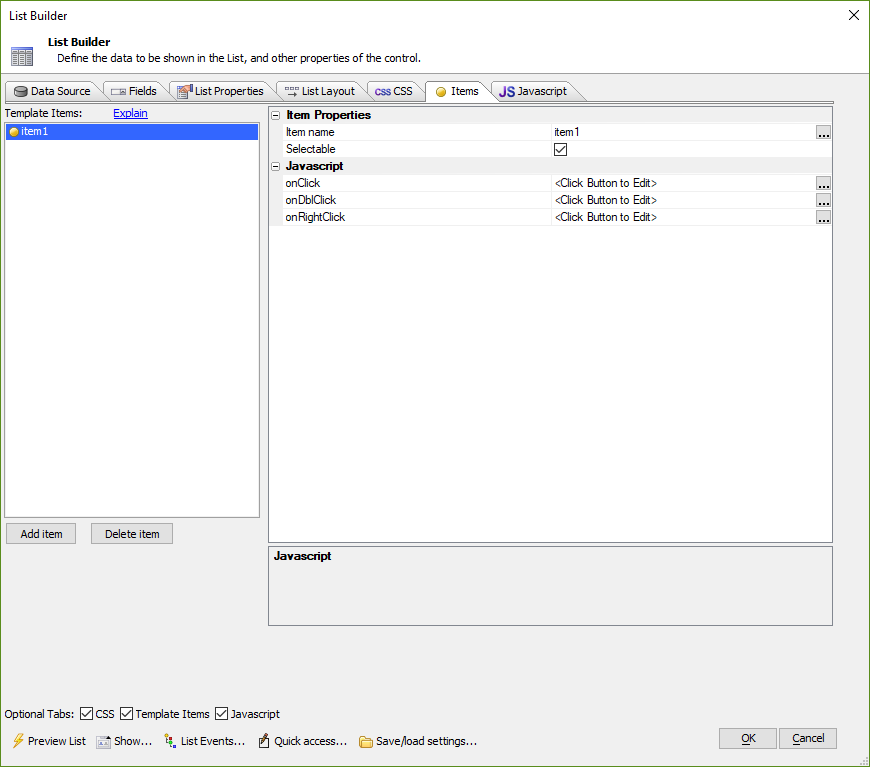 List Builder
List Builder
Define the data to be shown in the List, and other properties of the control.
Data Source Fields List Properties List Layout css CSS Items JS Javascript
Template Items: Explain
item1
Item Properties
Item name item1 ...
Selectable
Javascript
onClick <Click Button to Edit> ...
onDblClick <Click Button to Edit> ...
onRightClick <Click Button to Edit> ...
Add item Delete item
Javascript
Optional Tabs: CSS Template Items Javascript
Preview List Show... List Events... Quick access... Save/load settings... OK Cancel